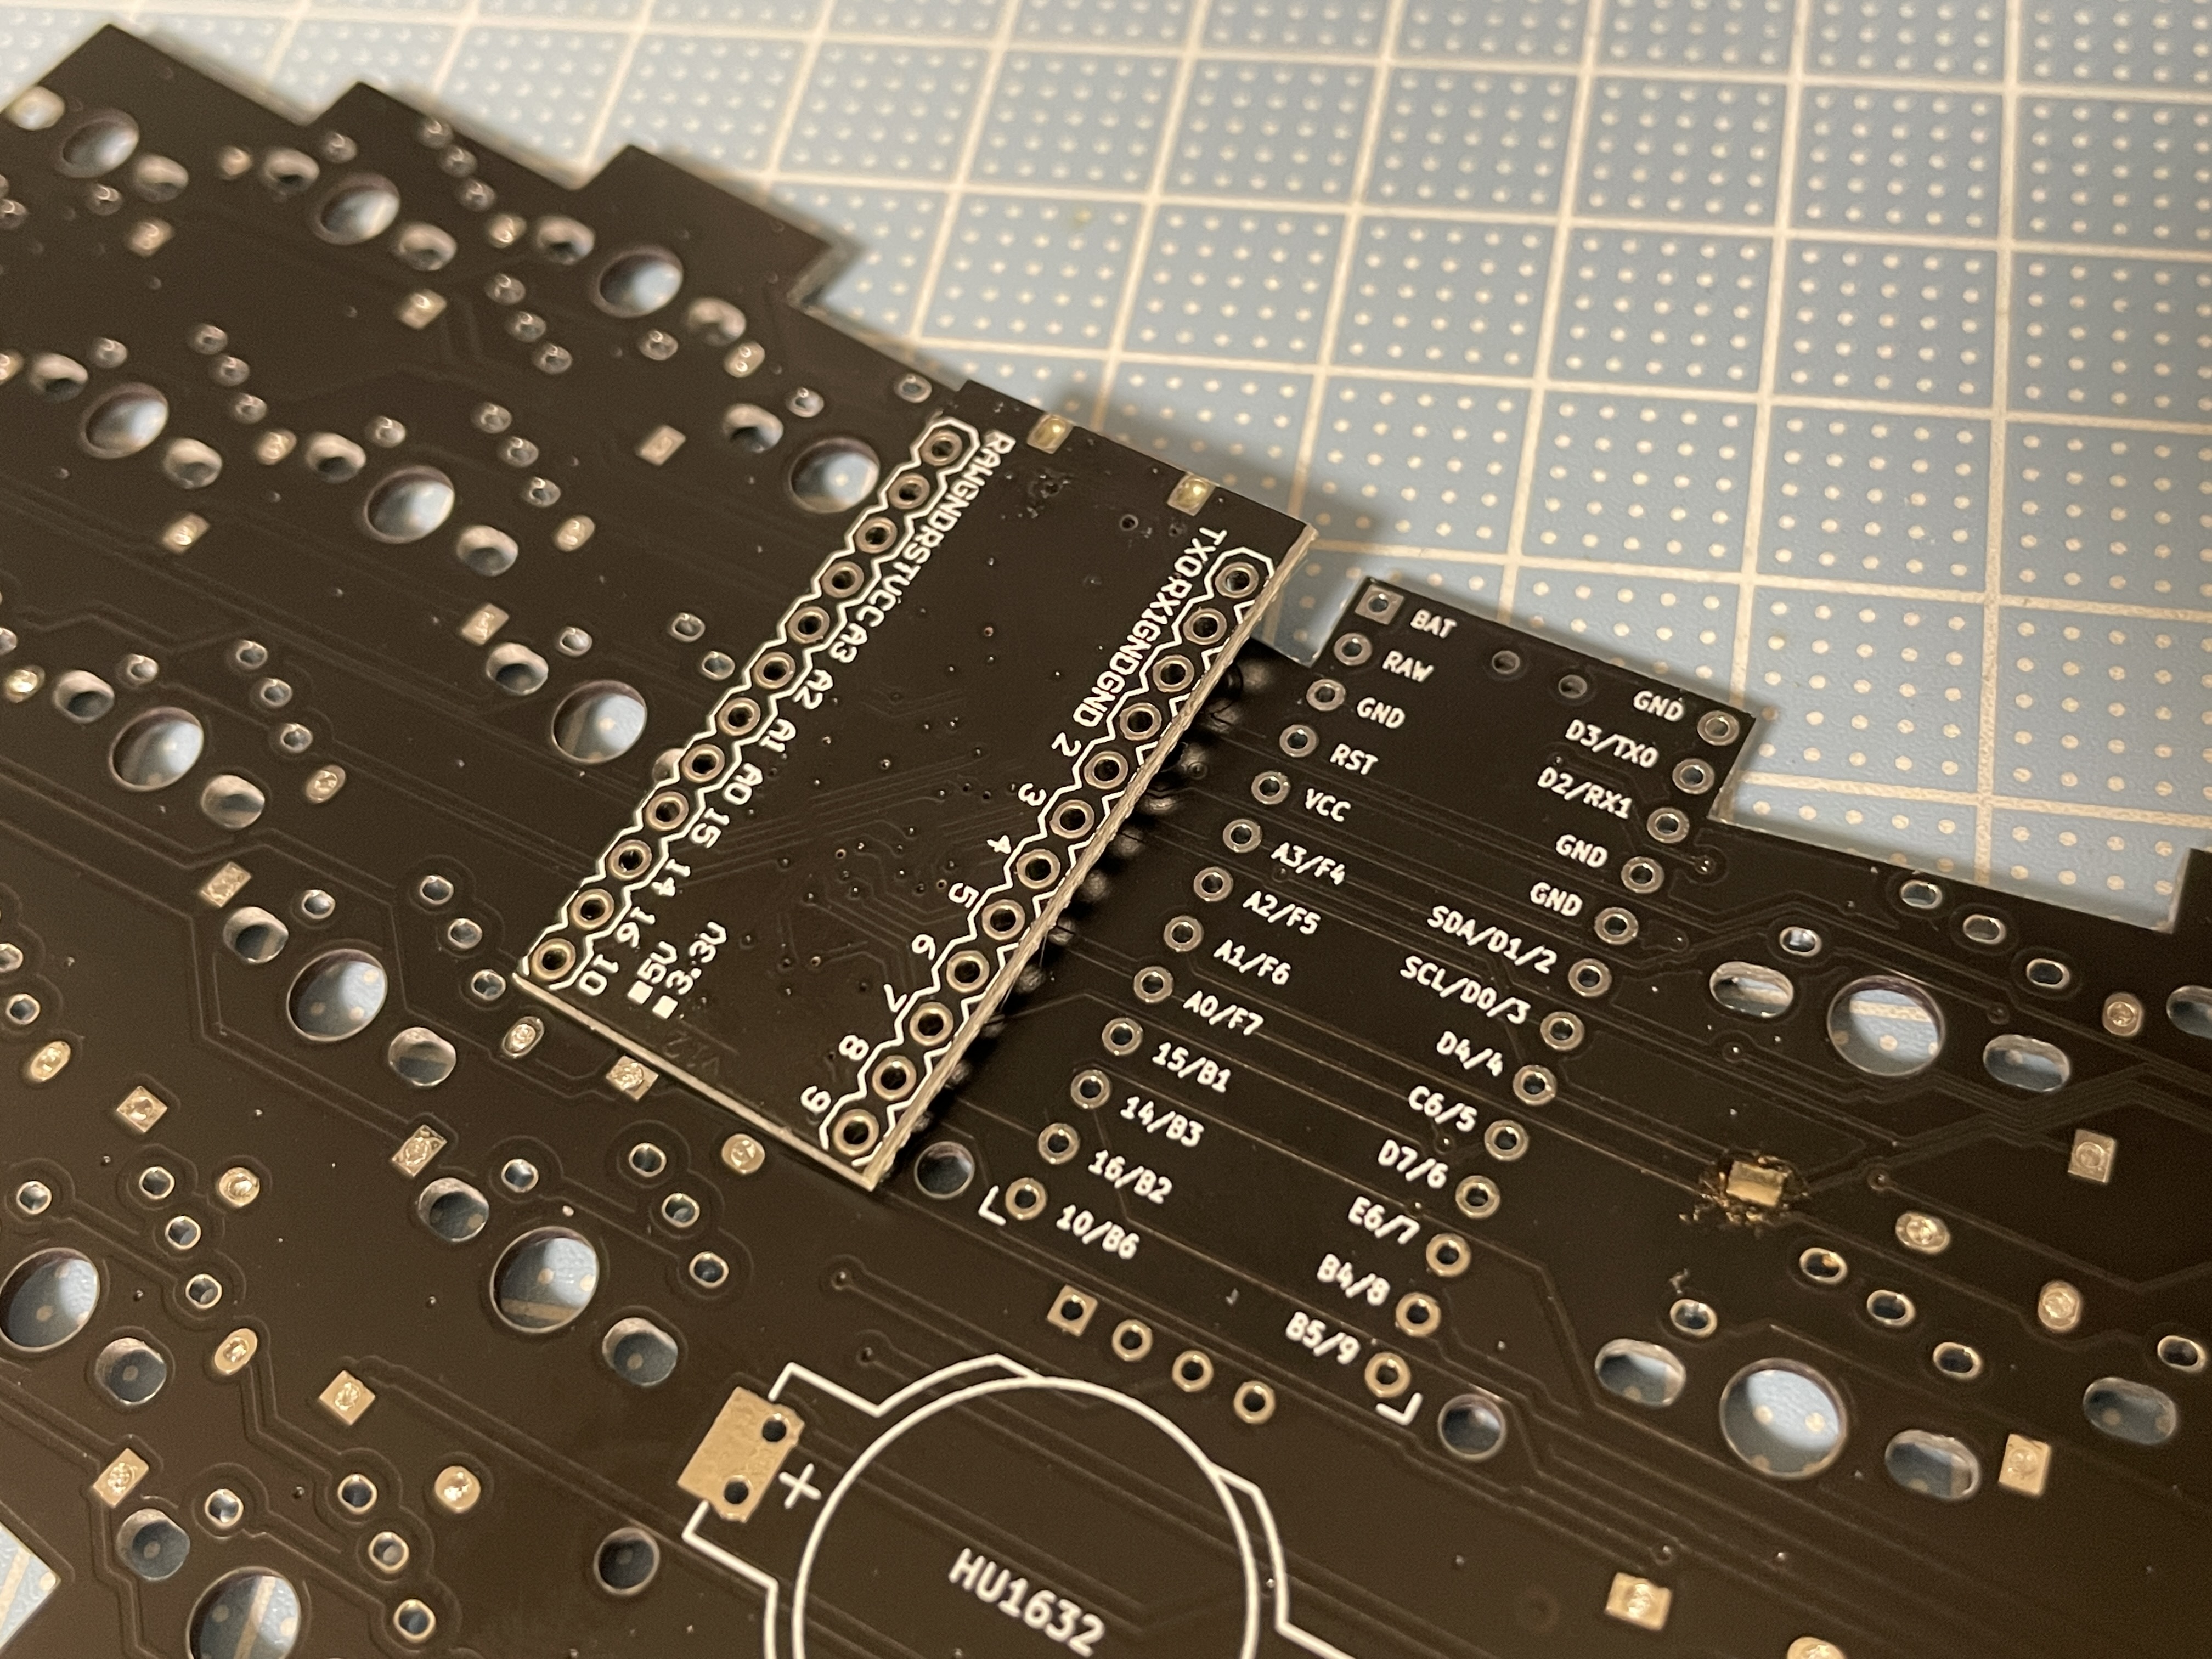 RAW
GND
RST
VCC
A3
A2
A1
A0
15
14
16
10
5V
3.3V
TX0
RX1
GND
GND
2
3
4
5
6
7
8
9
BAT
RAW
GND
RST
VCC
A3/F4
A2/F5
A1/F6
A0/F7
15/B1
14/B3
16/B2
10/B6
GND
D3/TX0
D2/RX1
GND
GND
SDA/D1/2
SCL/D0/3
D4/4
C6/5
D7/6
E6/7
B4/8
B5/9
+
HU1632